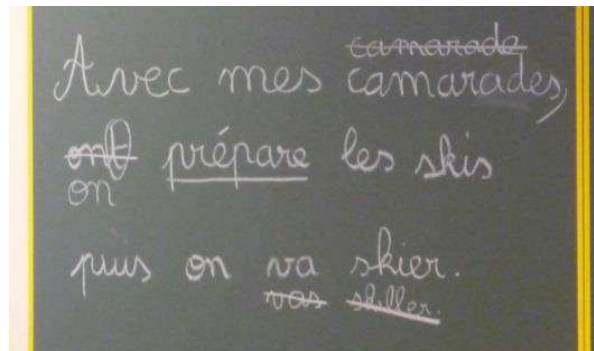 camarade
Avec mes camarades,
ont prépare les skis
on
puis on va skier.
vas skiller.